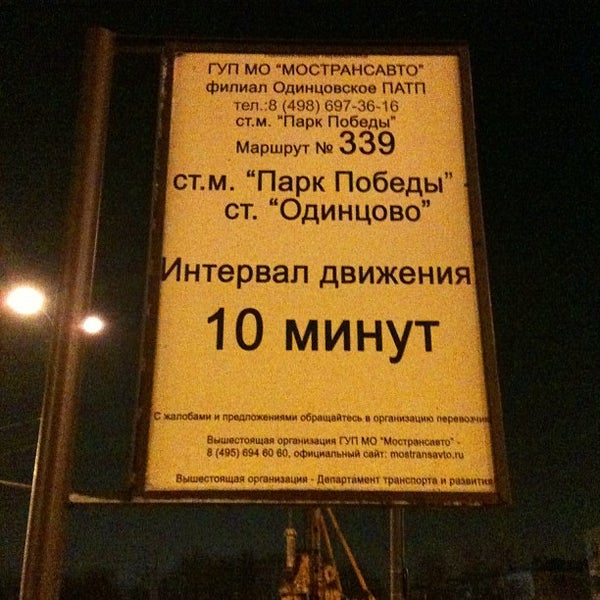 ГУП МО "МОСТРАНСАВТО"
филиал Одинцовское ПАТП
тел.:8 (498) 697-36-16
ст.м. "Парк Победы"
Маршрут № 339
ст.м. "Парк Победы" -
ст. "Одинцово"
Интервал движения
10 минут
С жалобами и предложениями обращайтесь в организацию перевозчик
Вышестоящая организация ГУП МО "Мострансавто" -
8 (495) 694 60 60, официальный сайт: mostransavto.ru
Вышестоящая организация - Департамент транспорта и развития